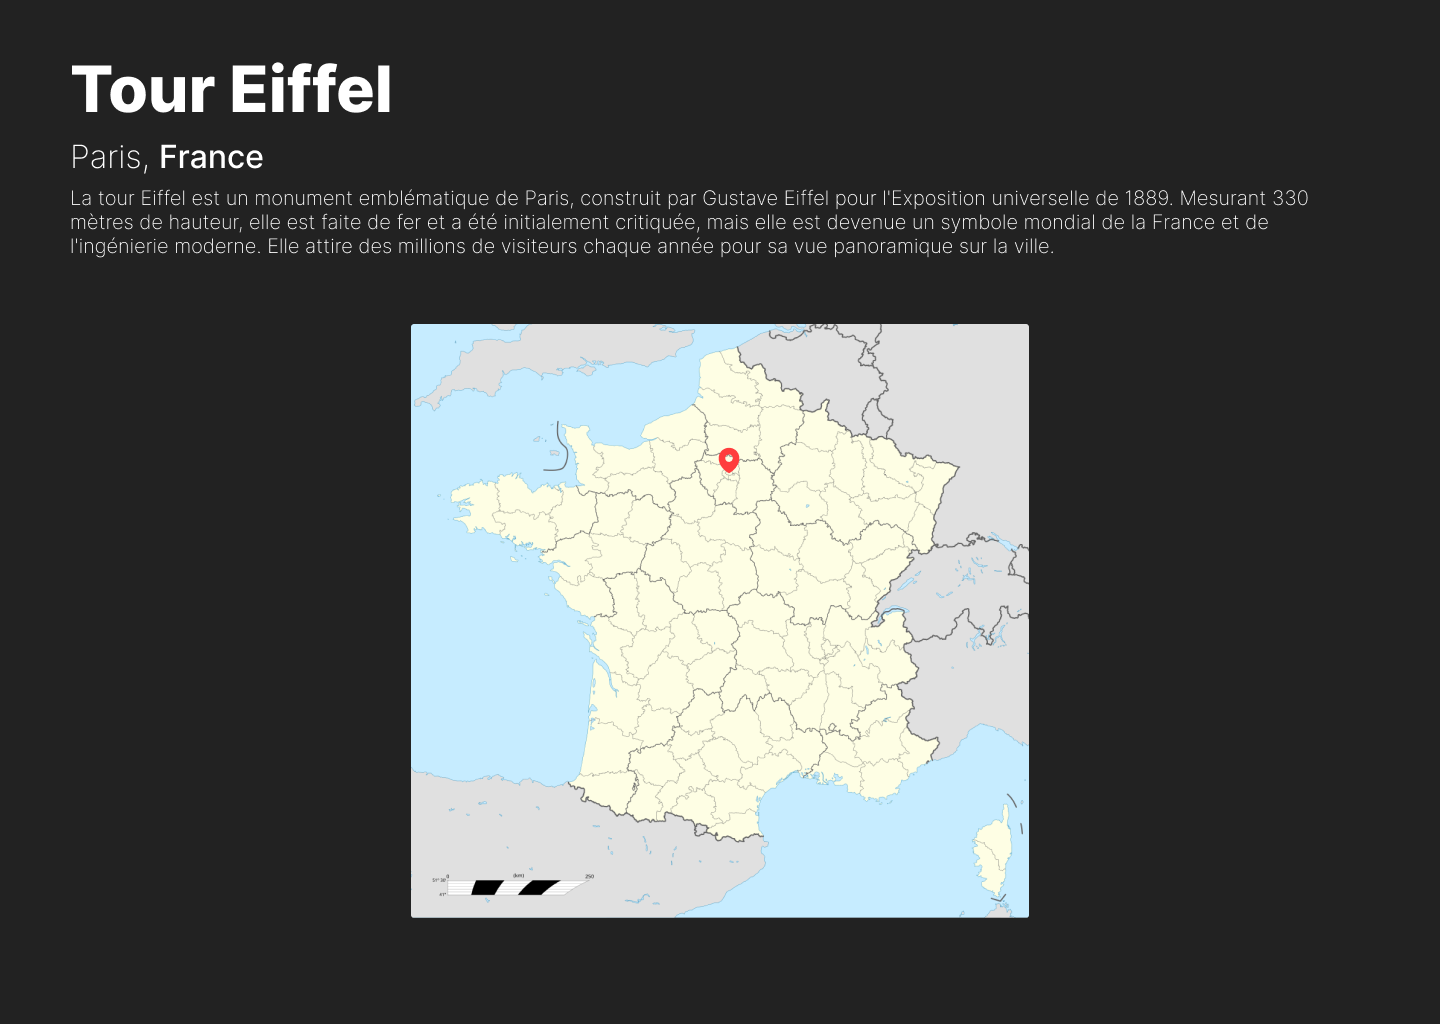 Tour Eiffel
Paris, France
La tour Eiffel est un monument emblématique de Paris, construit par Gustave Eiffel pour l'Exposition universelle de 1889. Mesurant 330
mètres de hauteur, elle est faite de fer et a été initialement critiquée, mais elle est devenue un symbole mondial de la France et de
l'ingénierie moderne. Elle attire des millions de visiteurs chaque année pour sa vue panoramique sur la ville.
0 (km) 250
51° 30'
41°